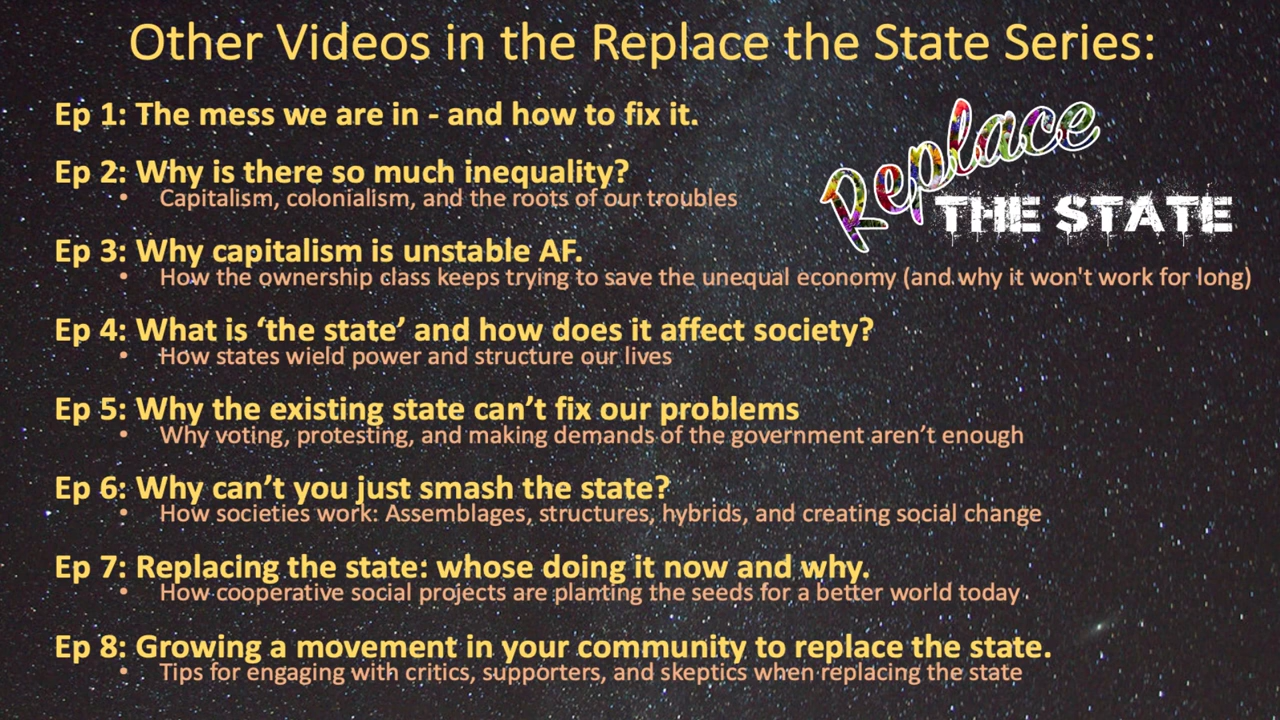 Other Videos in the Replace the State Series:
Ep 1: The mess we are in - and how to fix it.
Replace
THE STATE
Ep 2: Why is there so much inequality?
• Capitalism, colonialism, and the roots of our troubles
Ep 3: Why capitalism is unstable AF.
• How the ownership class keeps trying to save the unequal economy (and why it won't work for long)
Ep 4: What is ‘the state’ and how does it affect society?
• How states wield power and structure our lives
Ep 5: Why the existing state can’t fix our problems
• Why voting, protesting, and making demands of the government aren’t enough
Ep 6: Why can’t you just smash the state?
• How societies work: Assemblages, structures, hybrids, and creating social change
Ep 7: Replacing the state: whose doing it now and why.
• How cooperative social projects are planting the seeds for a better world today
Ep 8: Growing a movement in your community to replace the state.
• Tips for engaging with critics, supporters, and skeptics when replacing the state